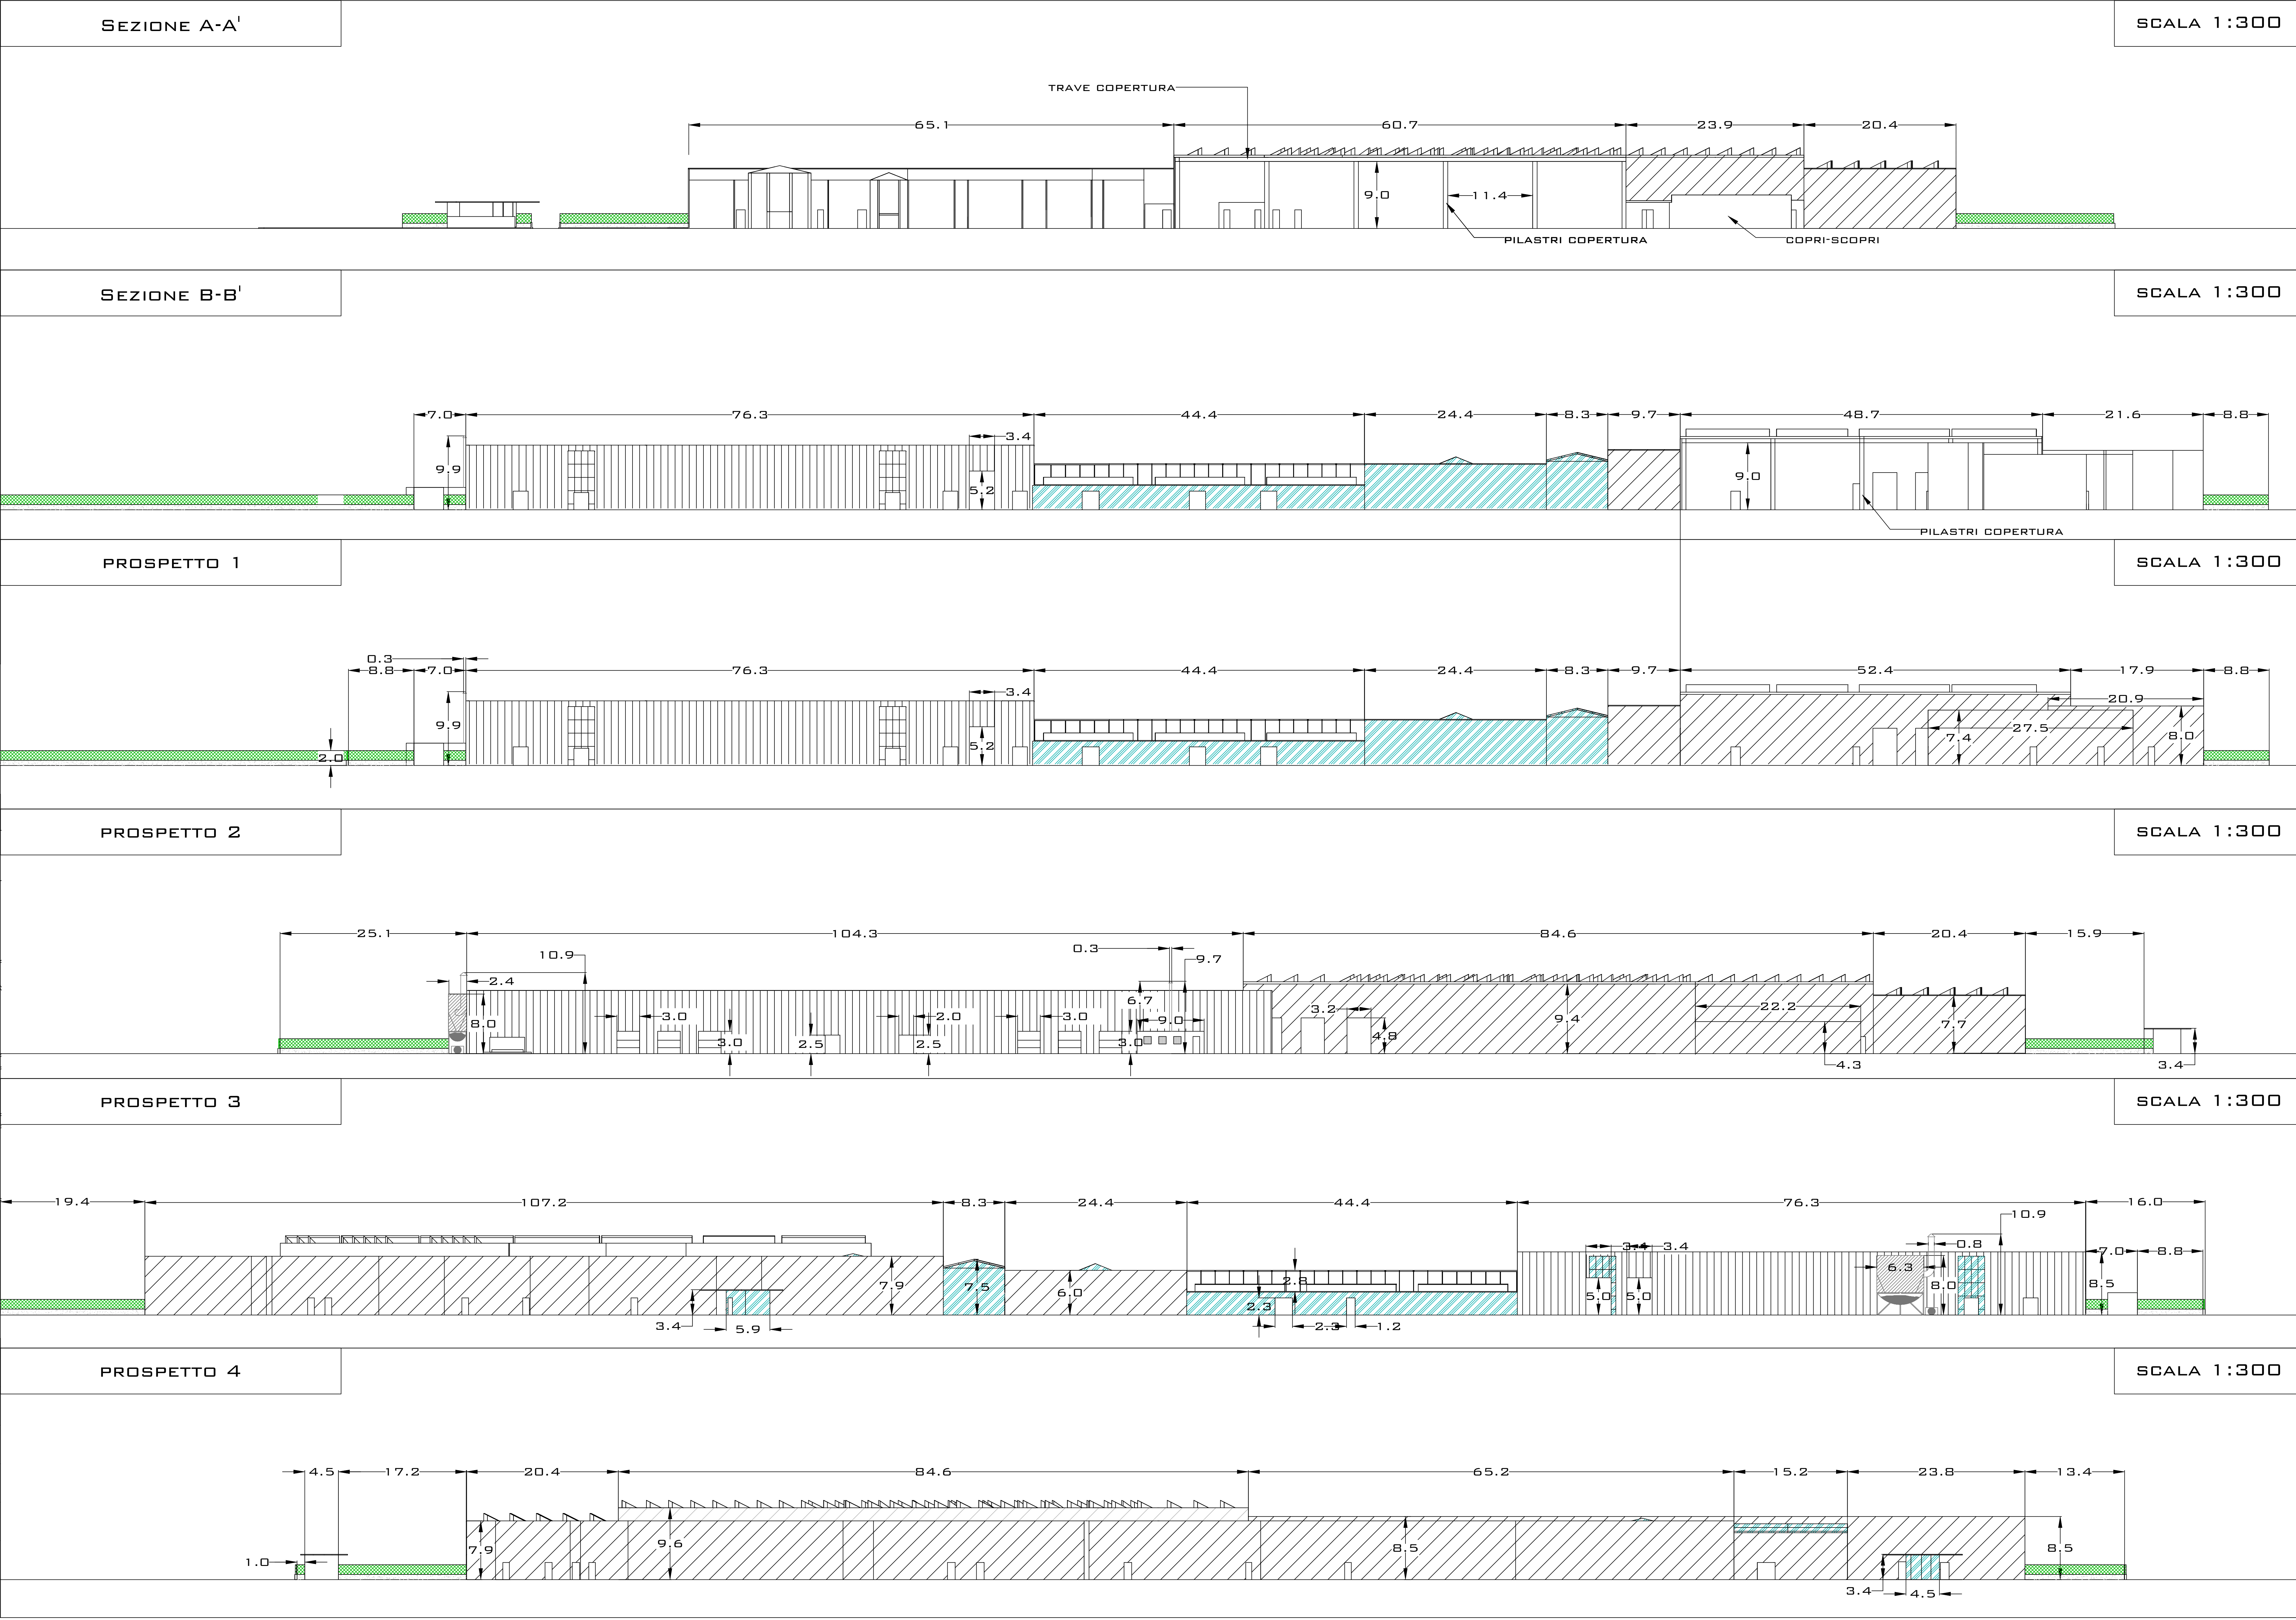 Sezione A-A'
SCALA 1:300
TRAVE COPERTURA
65.1 60.7 23.9 20.4
9.0 11.4
PILASTRI COPERTURA COPRI-SCOPRI
Sezione B-B'
SCALA 1:300
7.0 76.3 44.4 24.4 8.3 9.7 48.7 21.6 8.8
3.4
9.9 5.2 9.0
PILASTRI COPERTURA
PROSPETTO 1
SCALA 1:300
0.3
8.8 7.0 76.3 44.4 24.4 8.3 9.7 52.4 17.9 8.8
3.4
20.9
9.9 27.5
5.2 7.4 8.0
2.0
PROSPETTO 2
SCALA 1:300
25.1 104.3 84.6 20.4 15.9
10.9 0.3 9.7
2.4
6.7 3.2 22.2
8.0 3.0 2.0 3.0 9.0 9.4 7.7
3.0 2.5 2.5 3.0 4.8
4.3 3.4
PROSPETTO 3
SCALA 1:300
19.4 107.2 8.3 24.4 44.4 76.3 16.0
10.9
3.4 3.4 0.8 7.0 8.8
6.3
7.9 7.5 6.0 2.8 5.0 5.0 8.0 8.5
2.3
3.4 5.9 2.3 1.2
PROSPETTO 4
SCALA 1:300
4.5 17.2 20.4 84.6 65.2 15.2 23.8 13.4
7.9 9.6 8.5 8.5
1.0
3.4 4.5